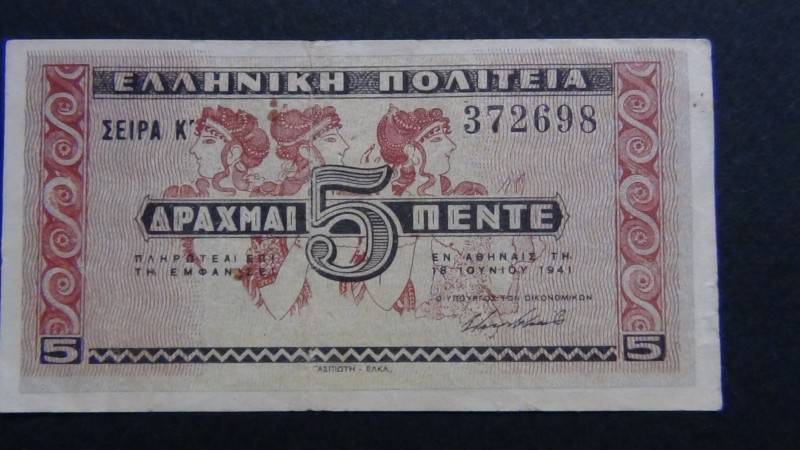 ΕΛΛΗΝΙΚΗ ΠΟΛΙΤΕΙΑ
ΣΕΙΡΑ Κ΄ 372698
ΔΡΑΧΜΑΙ 5 ΠΕΝΤΕ
ΠΛΗΡΩΤΕΑΙ ΕΠΙ
ΤΗ ΕΜΦΑΝΙΣΕΙ
ΕΝ ΑΘΗΝΑΙΣ ΤΗ
18 ΙΟΥΝΙΟΥ 1941
Ο ΥΠΟΥΡΓΟΣ ΤΩΝ ΟΙΚΟΝΟΜΙΚΩΝ
5 5
ΑΣΠΙΩΤΗ - ΕΛΚΑ